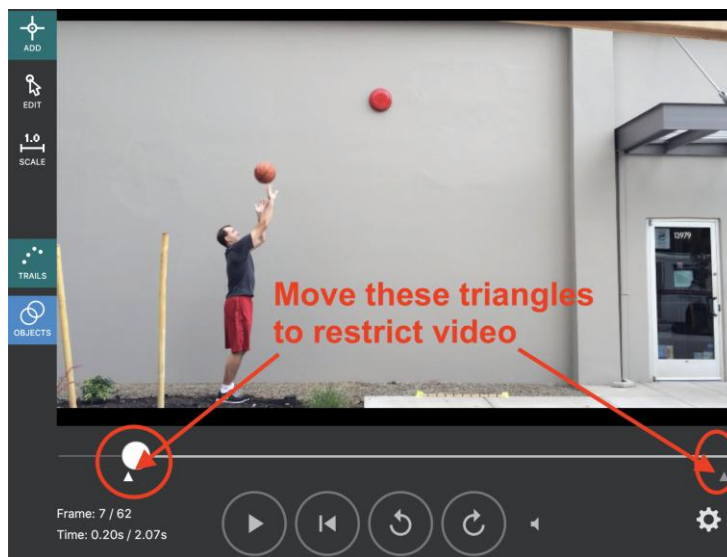 ADD
EDIT
1.0
SCALE
TRAILS
OBJECTS
13979
Move these triangles
to restrict video
Frame: 7 / 62
Time: 0.20s / 2.07s